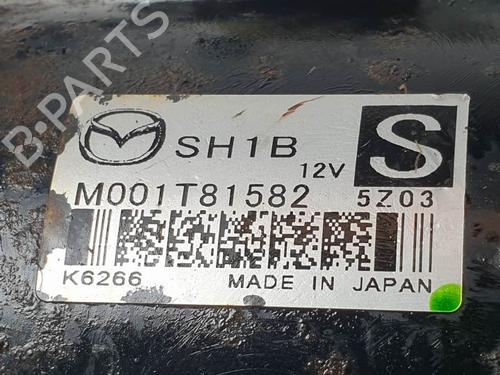 B-PARTS
SH1B
12V
S
M001T81582
5Z03
K6266
MADE IN JAPAN